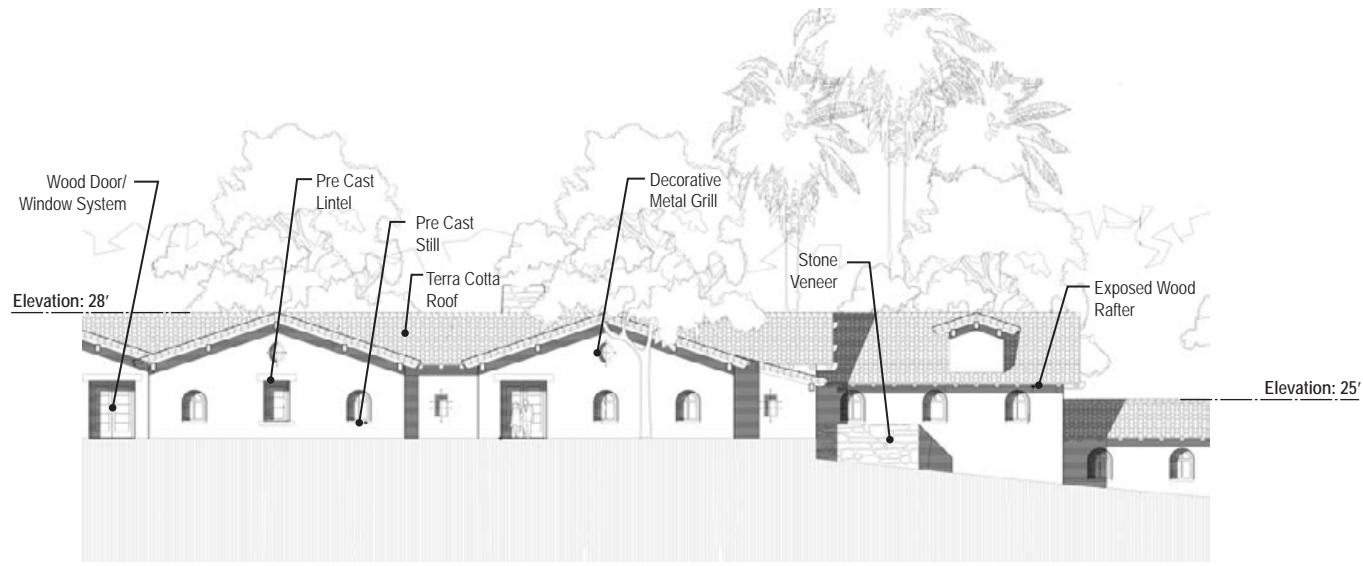 Wood Door/
Window System
Pre Cast
Lintel
Pre Cast
Still
Terra Cotta
Roof
Decorative
Metal Grill
Stone
Veneer
Exposed Wood
Rafter
Elevation: 28'
Elevation: 25'